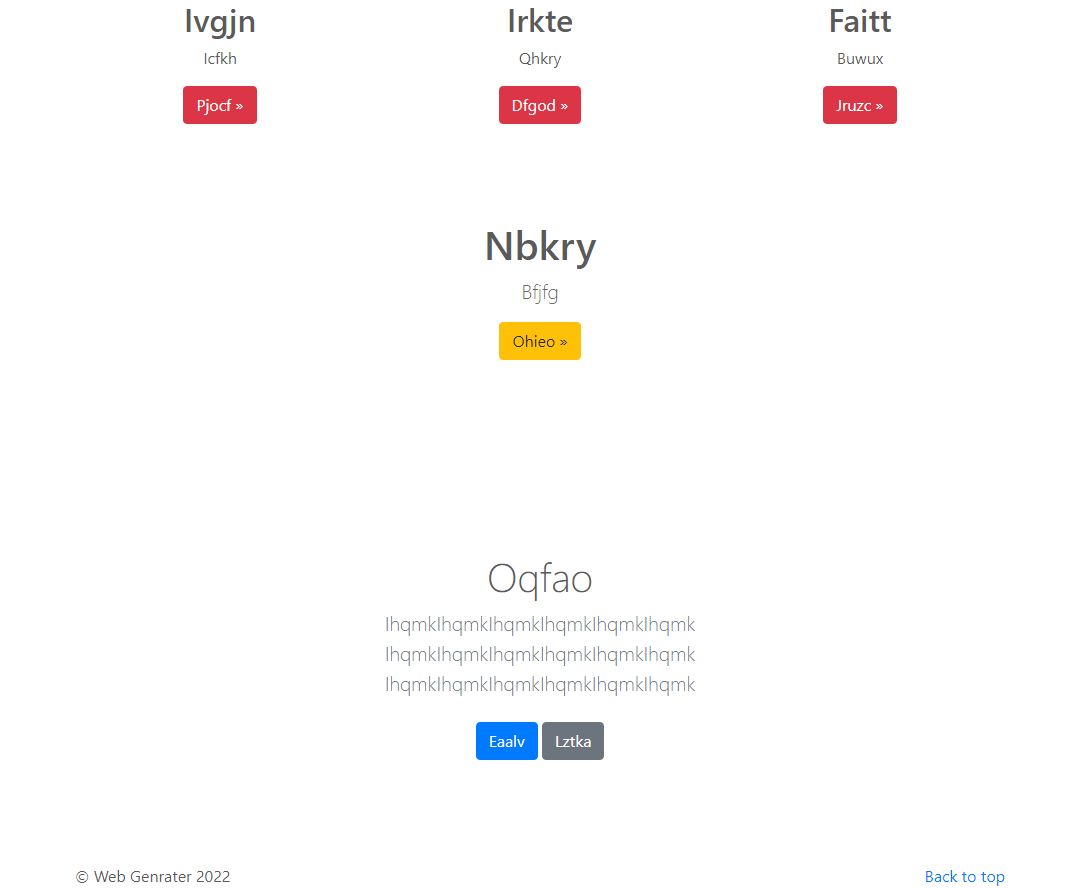 Ivgjn
Irkte
Faitt
Icfkh
Qhkry
Buwux
Pjocf »
Dfgod »
Jruzc »
Nbkry
Bfjfg
Ohieo »
Oqfao
IhqmkIhqmkIhqmkIhqmkIhqmkIhqmk
IhqmkIhqmkIhqmkIhqmkIhqmkIhqmk
IhqmkIhqmkIhqmkIhqmkIhqmkIhqmk
Eaalv
Lztka
© Web Genrater 2022
Back to top